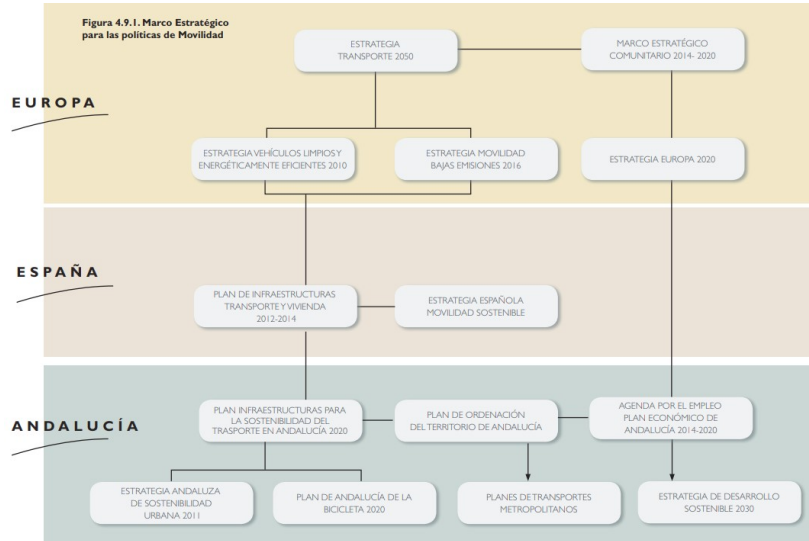 Figura 4.9.1. Marco Estratégico
para las políticas de Movilidad
ESTRATEGIA
TRANSPORTE 2050
MARCO ESTRATÉGICO
COMUNITARIO 2014- 2020
EUROPA
ESTRATEGIA VEHÍCULOS LIMPIOS Y
ENERGÉTICAMENTE EFICIENTES 2010
ESTRATEGIA MOVILIDAD
BAJAS EMISIONES 2016
ESTRATEGIA EUROPA 2020
ESPAÑA
PLAN DE INFRAESTRUCTURAS
TRANSPORTE Y VIVIENDA
2012-2014
ESTRATEGIA ESPAÑOLA
MOVILIDAD SOSTENIBLE
ANDALUCÍA
PLAN INFRAESTRUCTURAS PARA
LA SOSTENIBILIDAD DEL
TRASPORTE EN ANDALUCÍA 2020
PLAN DE ORDENACIÓN
DEL TERRITORIO DE ANDALUCÍA
AGENDA POR EL EMPLEO
PLAN ECONÓMICO DE
ANDALUCÍA 2014-2020
ESTRATEGIA ANDALUZA
DE SOSTENIBILIDAD
URBANA 2011
PLAN DE ANDALUCÍA DE LA
BICICLETA 2020
PLANES DE TRANSPORTES
METROPOLITANOS
ESTRATEGIA DE DESARROLLO
SOSTENIBLE 2030